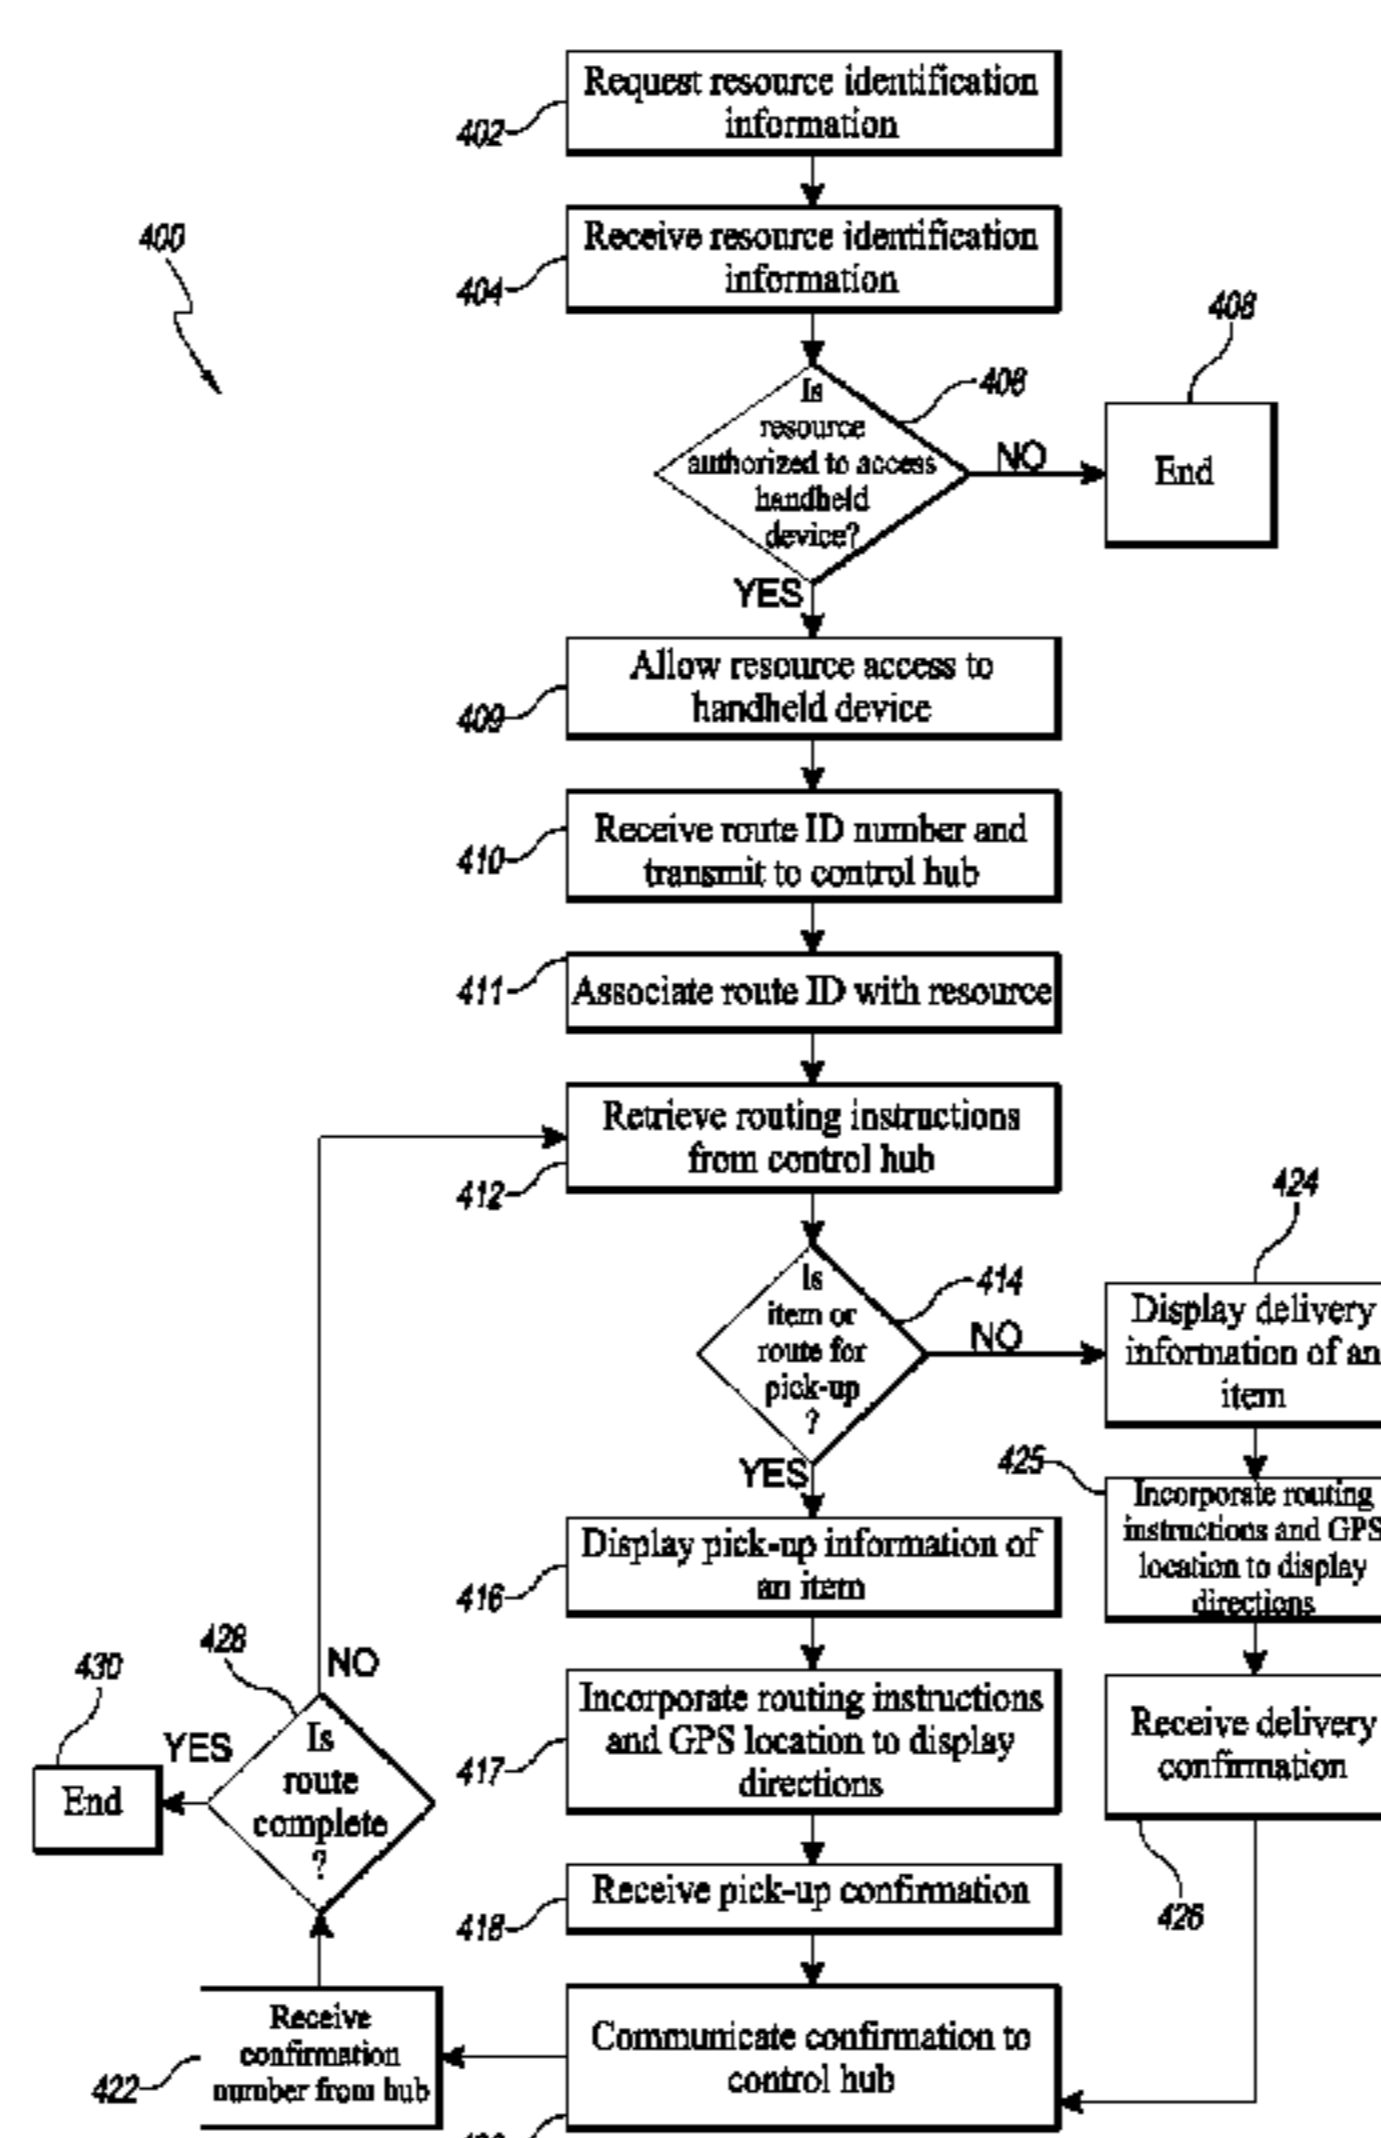 Request resource identification
information
402
400
Receive resource identification
information
404
408
Is
resource
authorized to access
handheld
device?
406
NO
End
YES
Allow resource access to
handheld device
409
Receive route ID number and
transmit to control hub
410
411
Associate route ID with resource
Retrieve routing instructions
from control hub
412
424
Is
item or
route for
pick-up
?
414
NO
Display delivery
information of an
item
YES
425
Incorporate routing
instructions and GPS
location to display
directions
Display pick-up information of
an item
416
428
NO
430
YES
End
Is
route
complete
?
Incorporate routing instructions
and GPS location to display
directions
417
Receive delivery
confirmation
426
Receive pick-up confirmation
418
Receive
confirmation
number from hub
422
Communicate confirmation to
control hub